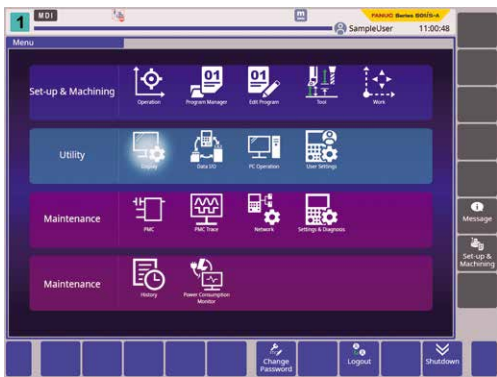 1 MDI m FANUC Series 501/5-A
SampleUser 11:00:48
Menu
Set-up & Machining
Operation
01 Program Manager
01 Edit Program
Tool
Work
Utility
Display
Data I/O
PC Operation
User Settings
Maintenance
PMC
PMC Trace
Network
Settings & Diagnosis
Maintenance
History
Power Consumption
Monitor
Message
Set-up &
Machining
Change
Password
Logout
Shutdown